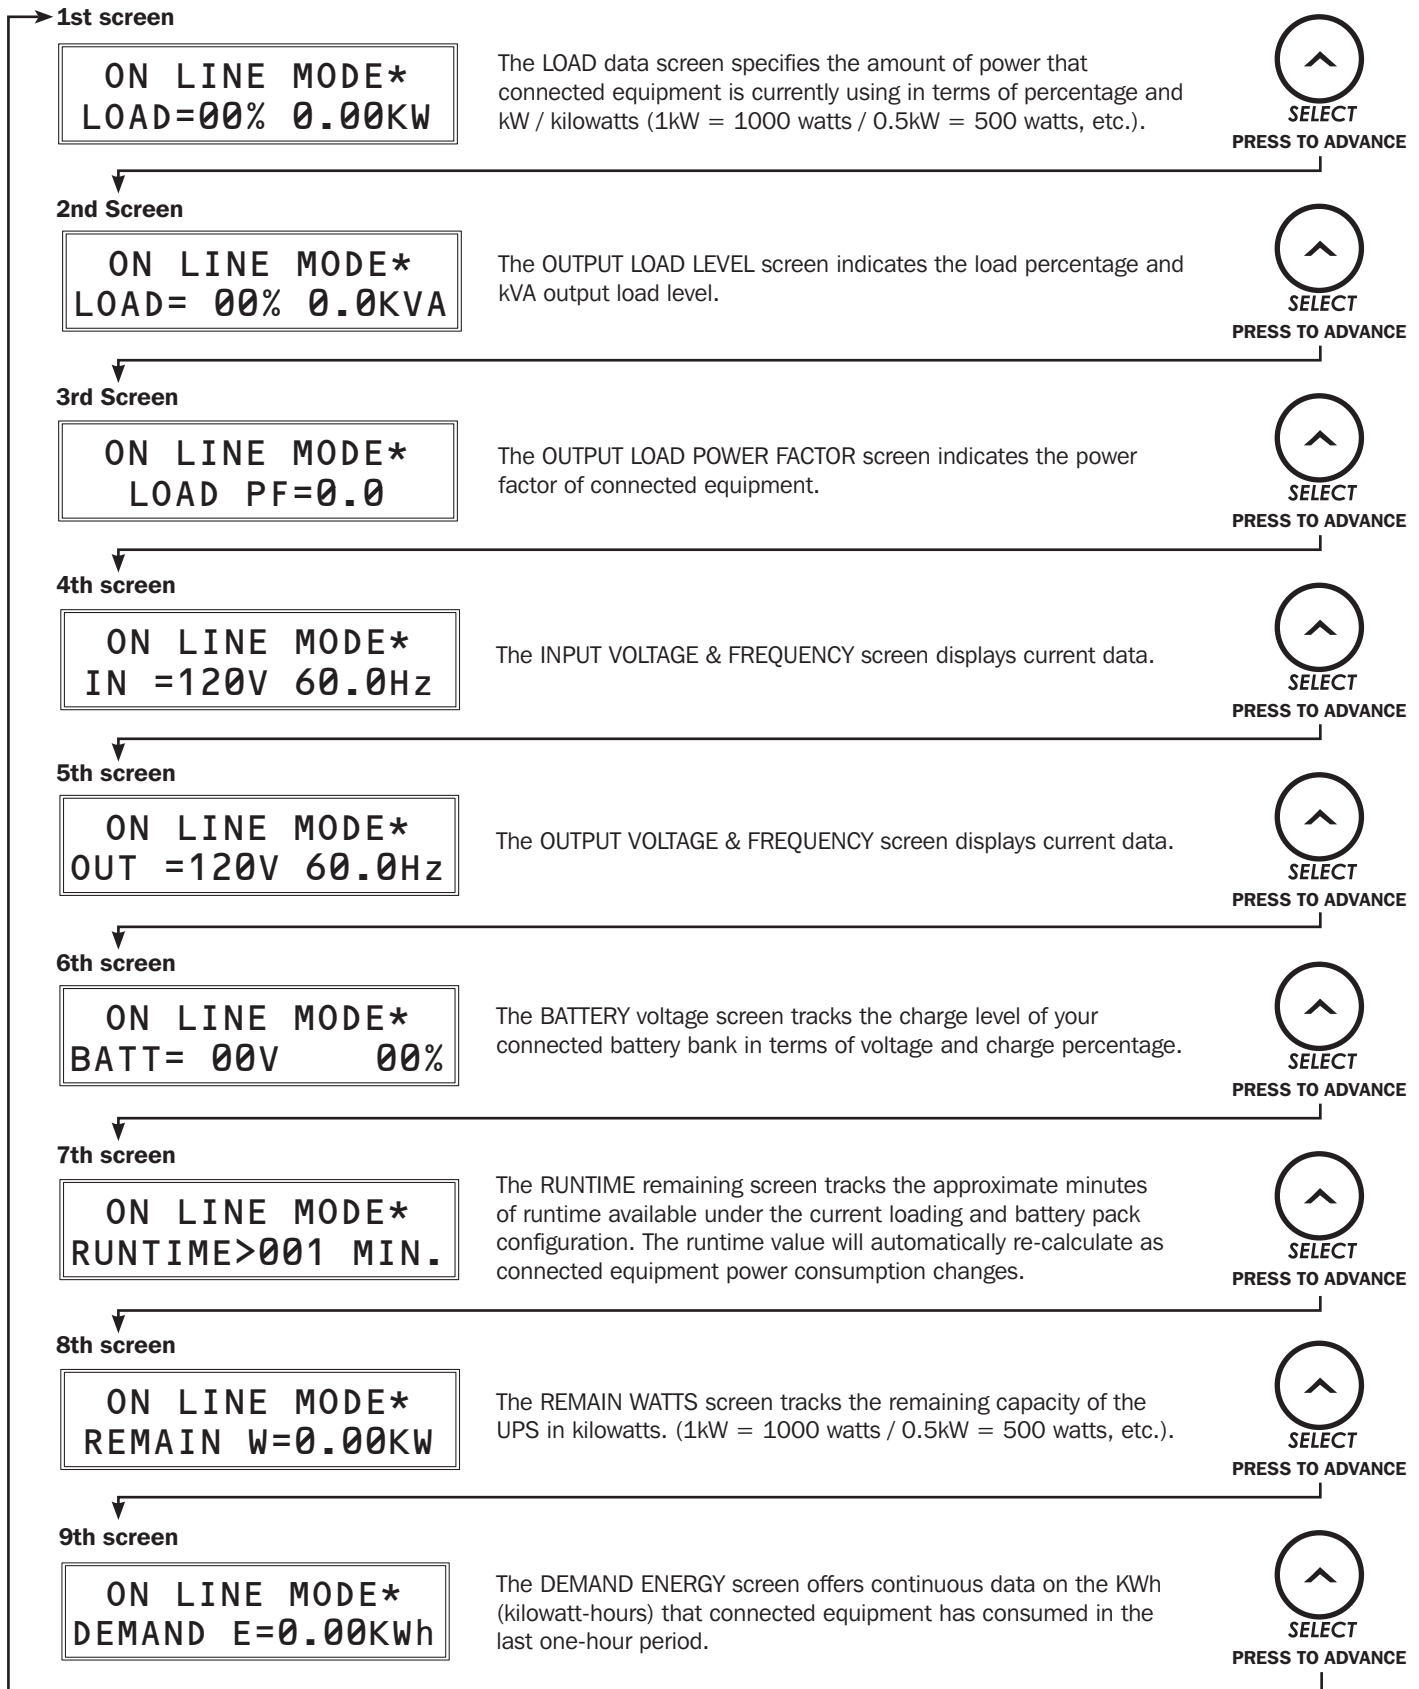 1st screen
ON LINE MODE*
LOAD=00% 0.00KW
The LOAD data screen specifies the amount of power that
connected equipment is currently using in terms of percentage and
kW / kilowatts (1kW = 1000 watts / 0.5kW = 500 watts, etc.).
SELECT
PRESS TO ADVANCE
2nd Screen
ON LINE MODE*
LOAD= 00% 0.0KVA
The OUTPUT LOAD LEVEL screen indicates the load percentage and
kVA output load level.
SELECT
PRESS TO ADVANCE
3rd Screen
ON LINE MODE*
LOAD PF=0.0
The OUTPUT LOAD POWER FACTOR screen indicates the power
factor of connected equipment.
SELECT
PRESS TO ADVANCE
4th screen
ON LINE MODE*
IN =120V 60.0Hz
The INPUT VOLTAGE & FREQUENCY screen displays current data.
SELECT
PRESS TO ADVANCE
5th screen
ON LINE MODE*
OUT =120V 60.0Hz
The OUTPUT VOLTAGE & FREQUENCY screen displays current data.
SELECT
PRESS TO ADVANCE
6th screen
ON LINE MODE*
BATT= 00V 00%
The BATTERY voltage screen tracks the charge level of your
connected battery bank in terms of voltage and charge percentage.
SELECT
PRESS TO ADVANCE
7th screen
ON LINE MODE*
RUNTIME>001 MIN.
The RUNTIME remaining screen tracks the approximate minutes
of runtime available under the current loading and battery pack
configuration. The runtime value will automatically re-calculate as
connected equipment power consumption changes.
SELECT
PRESS TO ADVANCE
8th screen
ON LINE MODE*
REMAIN W=0.00KW
The REMAIN WATTS screen tracks the remaining capacity of the
UPS in kilowatts. (1kW = 1000 watts / 0.5kW = 500 watts, etc.).
SELECT
PRESS TO ADVANCE
9th screen
ON LINE MODE*
DEMAND E=0.00KWh
The DEMAND ENERGY screen offers continuous data on the KWh
(kilowatt-hours) that connected equipment has consumed in the
last one-hour period.
SELECT
PRESS TO ADVANCE